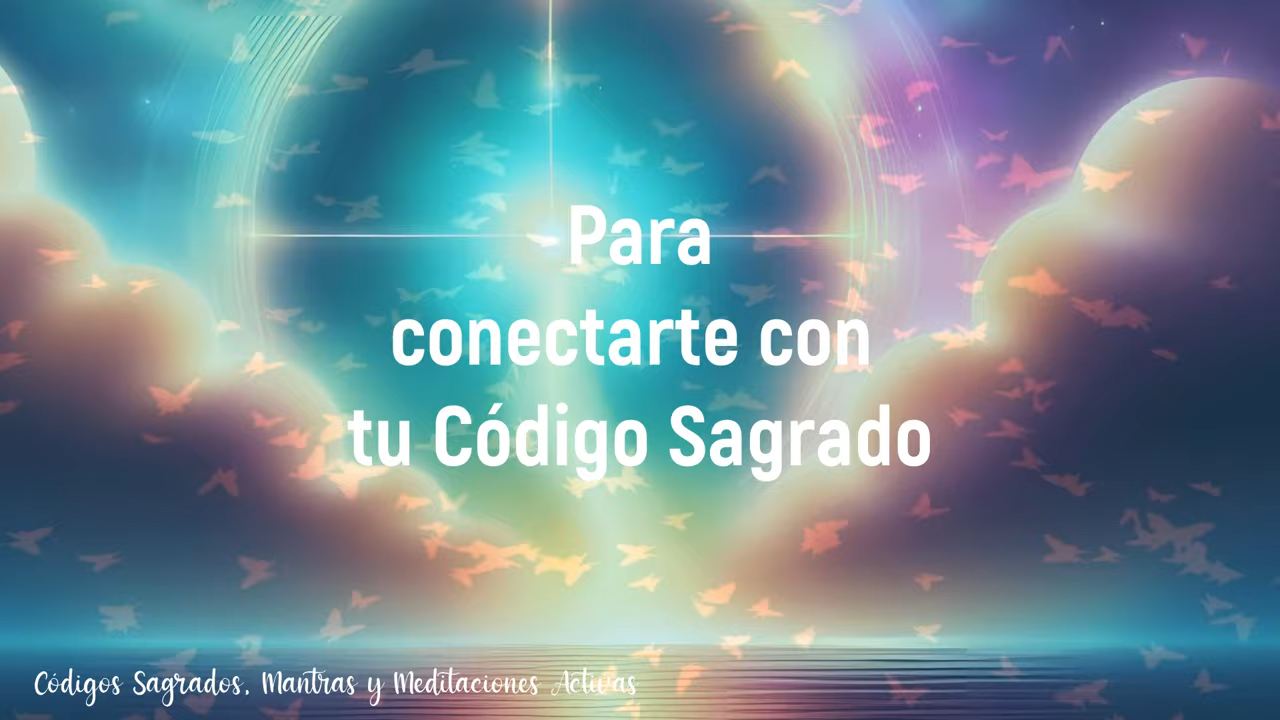 Para
conectarte con
tu Código Sagrado
Códigos Sagrados, Mantras y Meditaciones Activas